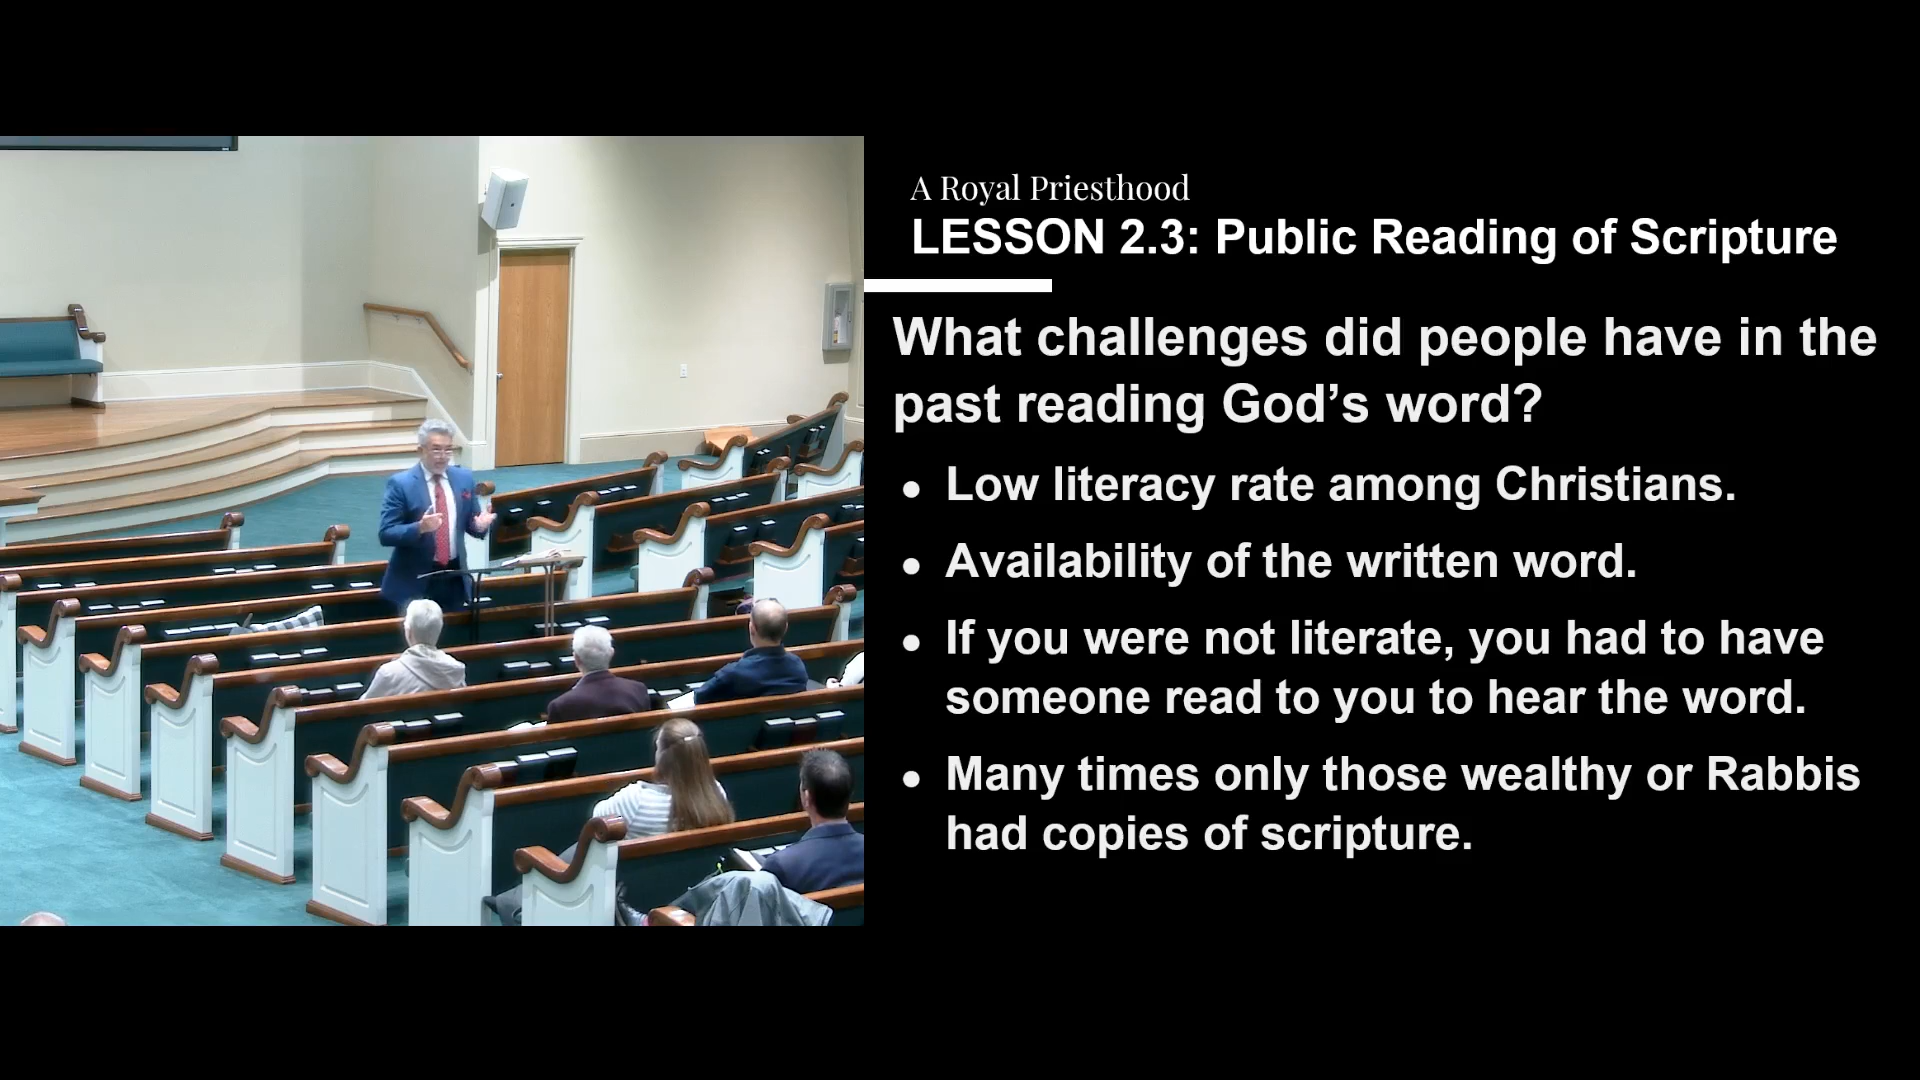 A Royal Priesthood
LESSON 2.3: Public Reading of Scripture
What challenges did people have in the
past reading God’s word?
● Low literacy rate among Christians.
● Availability of the written word.
● If you were not literate, you had to have
someone read to you to hear the word.
● Many times only those wealthy or Rabbis
had copies of scripture.